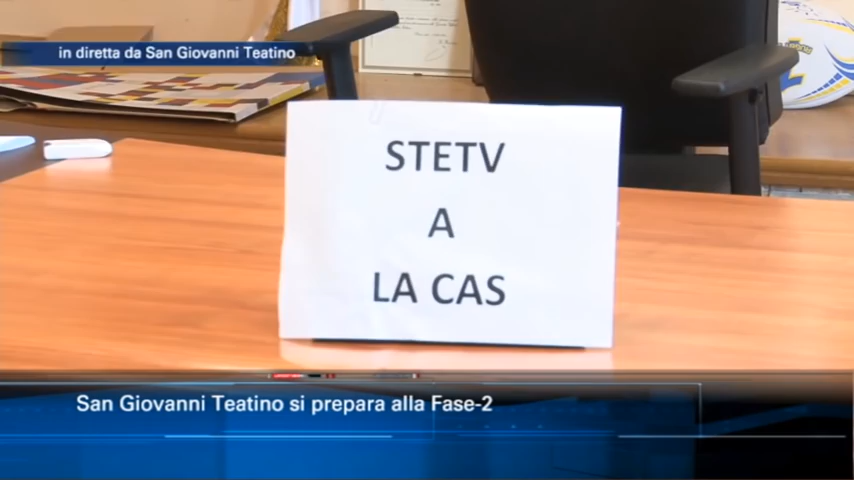 in diretta da San Giovanni Teatino
STETV
A
LA CAS
San Giovanni Teatino si prepara alla Fase-2